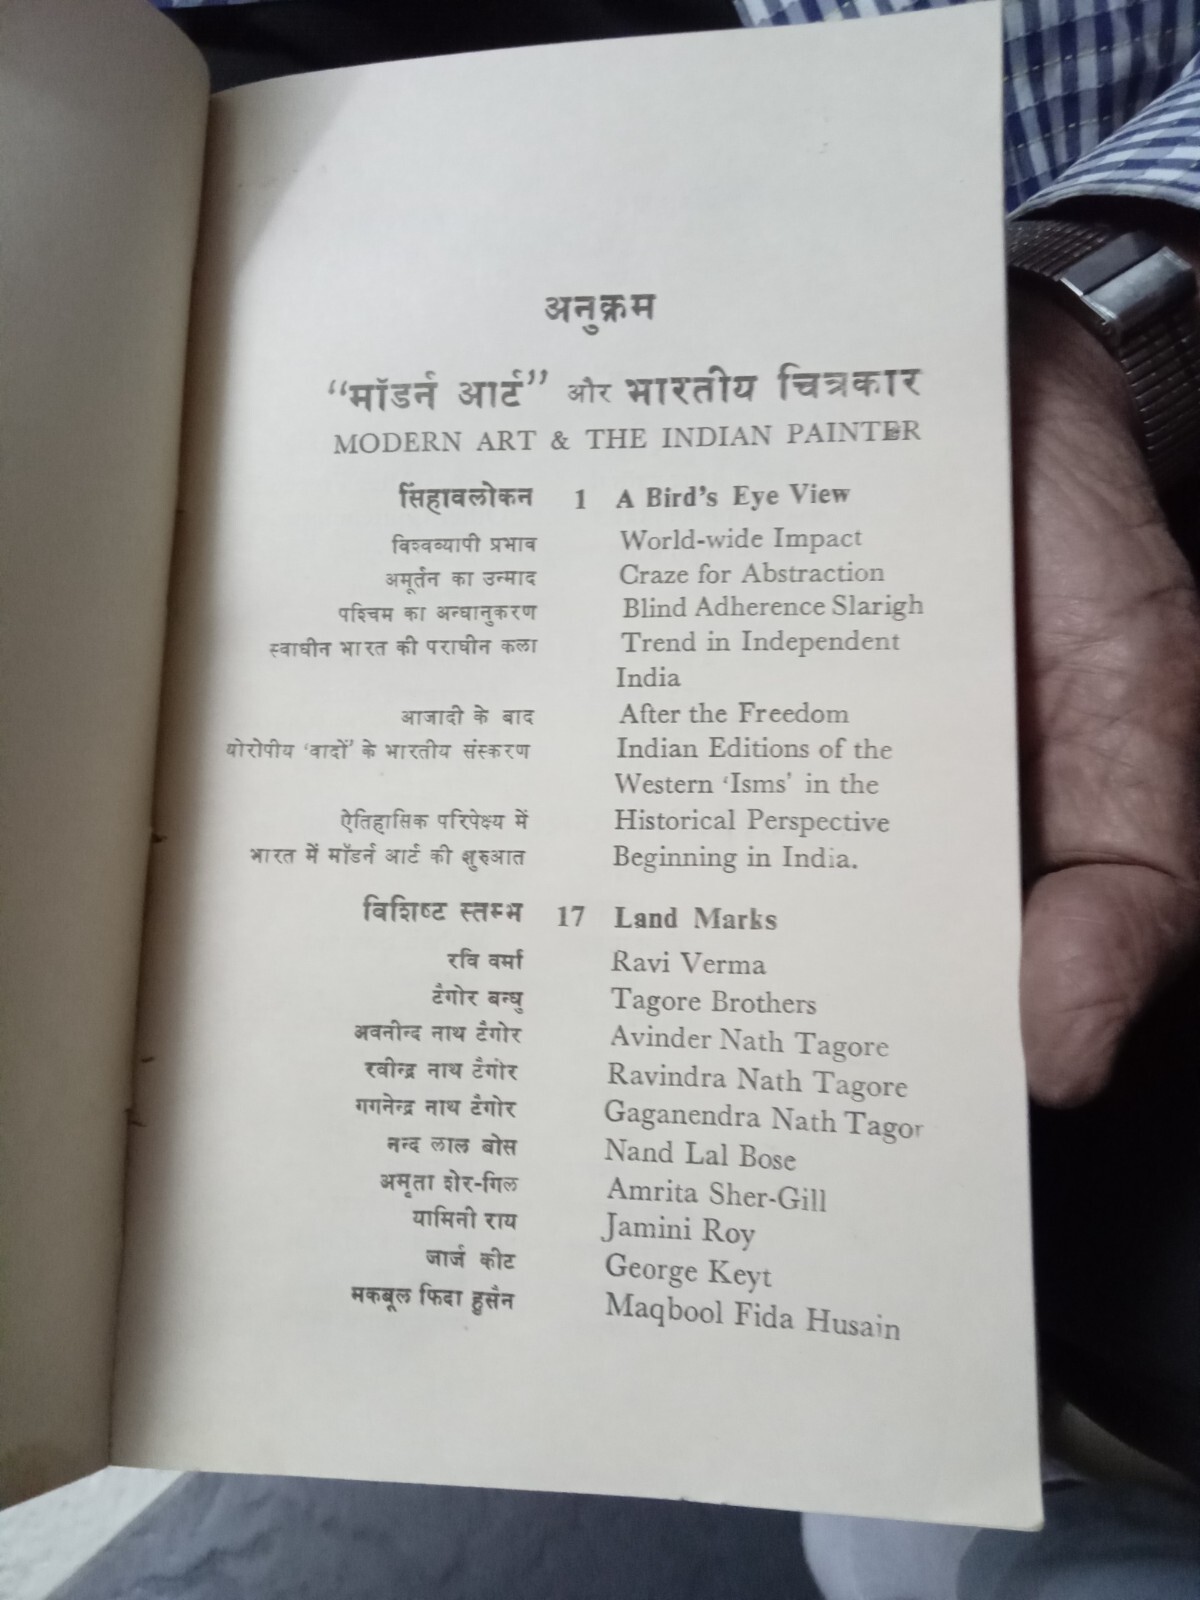 अनुक्रम
“मॉडर्न आर्ट” और भारतीय चित्रकार
MODERN ART & THE INDIAN PAINTER
सिंहावलोकन 1 A Bird's Eye View
विश्वव्यापी प्रभाव World-wide Impact
अमूर्तन का उन्माद Craze for Abstraction
पश्चिम का अन्धानुकरण Blind Adherence Slarigh
स्वाधीन भारत की पराधीन कला Trend in Independent
India
आजादी के बाद After the Freedom
योरोपीय ‘वादों’ के भारतीय संस्करण Indian Editions of the
Western ‘Isms’ in the
ऐतिहासिक परिपेक्ष्य में Historical Perspective
भारत में मॉडर्न आर्ट की शुरुआत Beginning in India.
विशिष्ट स्तम्भ 17 Land Marks
रवि वर्मा Ravi Verma
टैगोर बन्धु Tagore Brothers
अवनीन्द नाथ टैगोर Avinder Nath Tagore
रवीन्द्र नाथ टैगोर Ravindra Nath Tagore
गगनेन्द्र नाथ टैगोर Gaganendra Nath Tagor
नन्द लाल बोस Nand Lal Bose
अमृता शेर-गिल Amrita Sher-Gill
यामिनी राय Jamini Roy
जार्ज कीट George Keyt
मकबूल फिदा हुसैन Maqbool Fida Husain